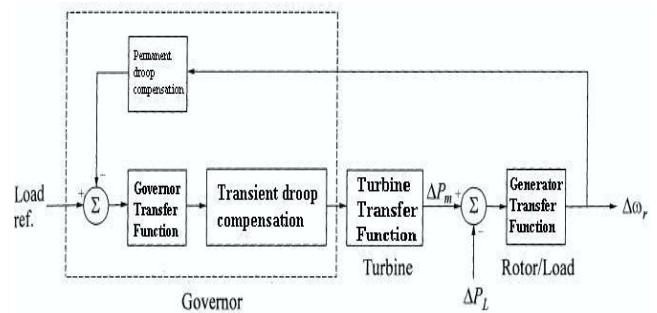 Permanent
droop
compensation
Load
ref.
+
−
Σ
Governor
Transfer
Function
Transient droop
compensation
Turbine
Transfer
Function
ΔPm
+
−
Σ
Generator
Transfer
Function
Δωr
Turbine
Rotor/Load
ΔPL
Governor